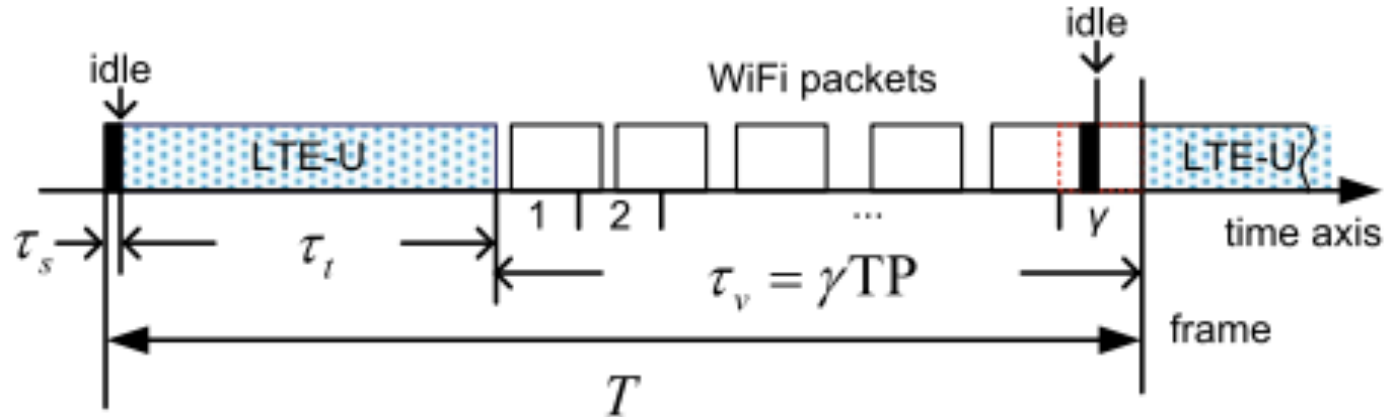 idle
idle
WiFi packets
LTE-U
LTE-U
1 2 ... γ
time axis
τs
τt
τv = γTP
frame
T